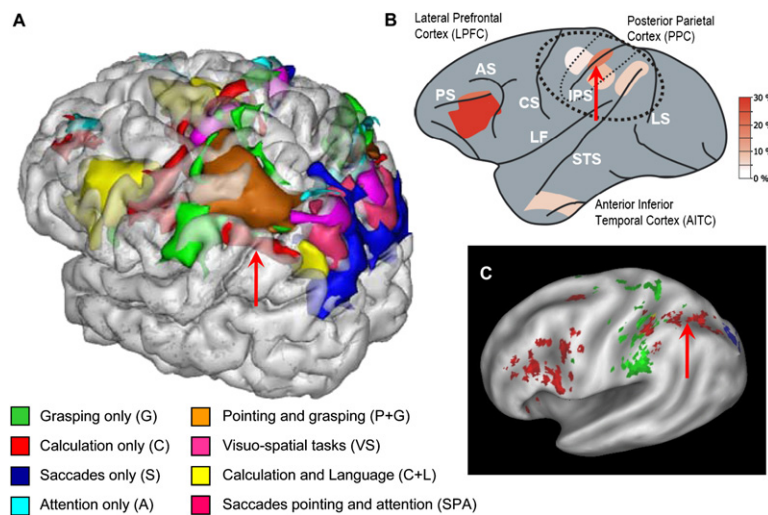 A
Grasping only (G)
Calculation only (C)
Saccades only (S)
Attention only (A)
Pointing and grasping (P+G)
Visuo-spatial tasks (VS)
Calculation and Language (C+L)
Saccades pointing and attention (SPA)
B
Lateral Prefrontal
Cortex (LPFC)
Posterior Parietal
Cortex (PPC)
AS
PS
CS
IPS
LS
LF
STS
30 %
20 %
10 %
0 %
Anterior Inferior
Temporal Cortex (AITC)
C